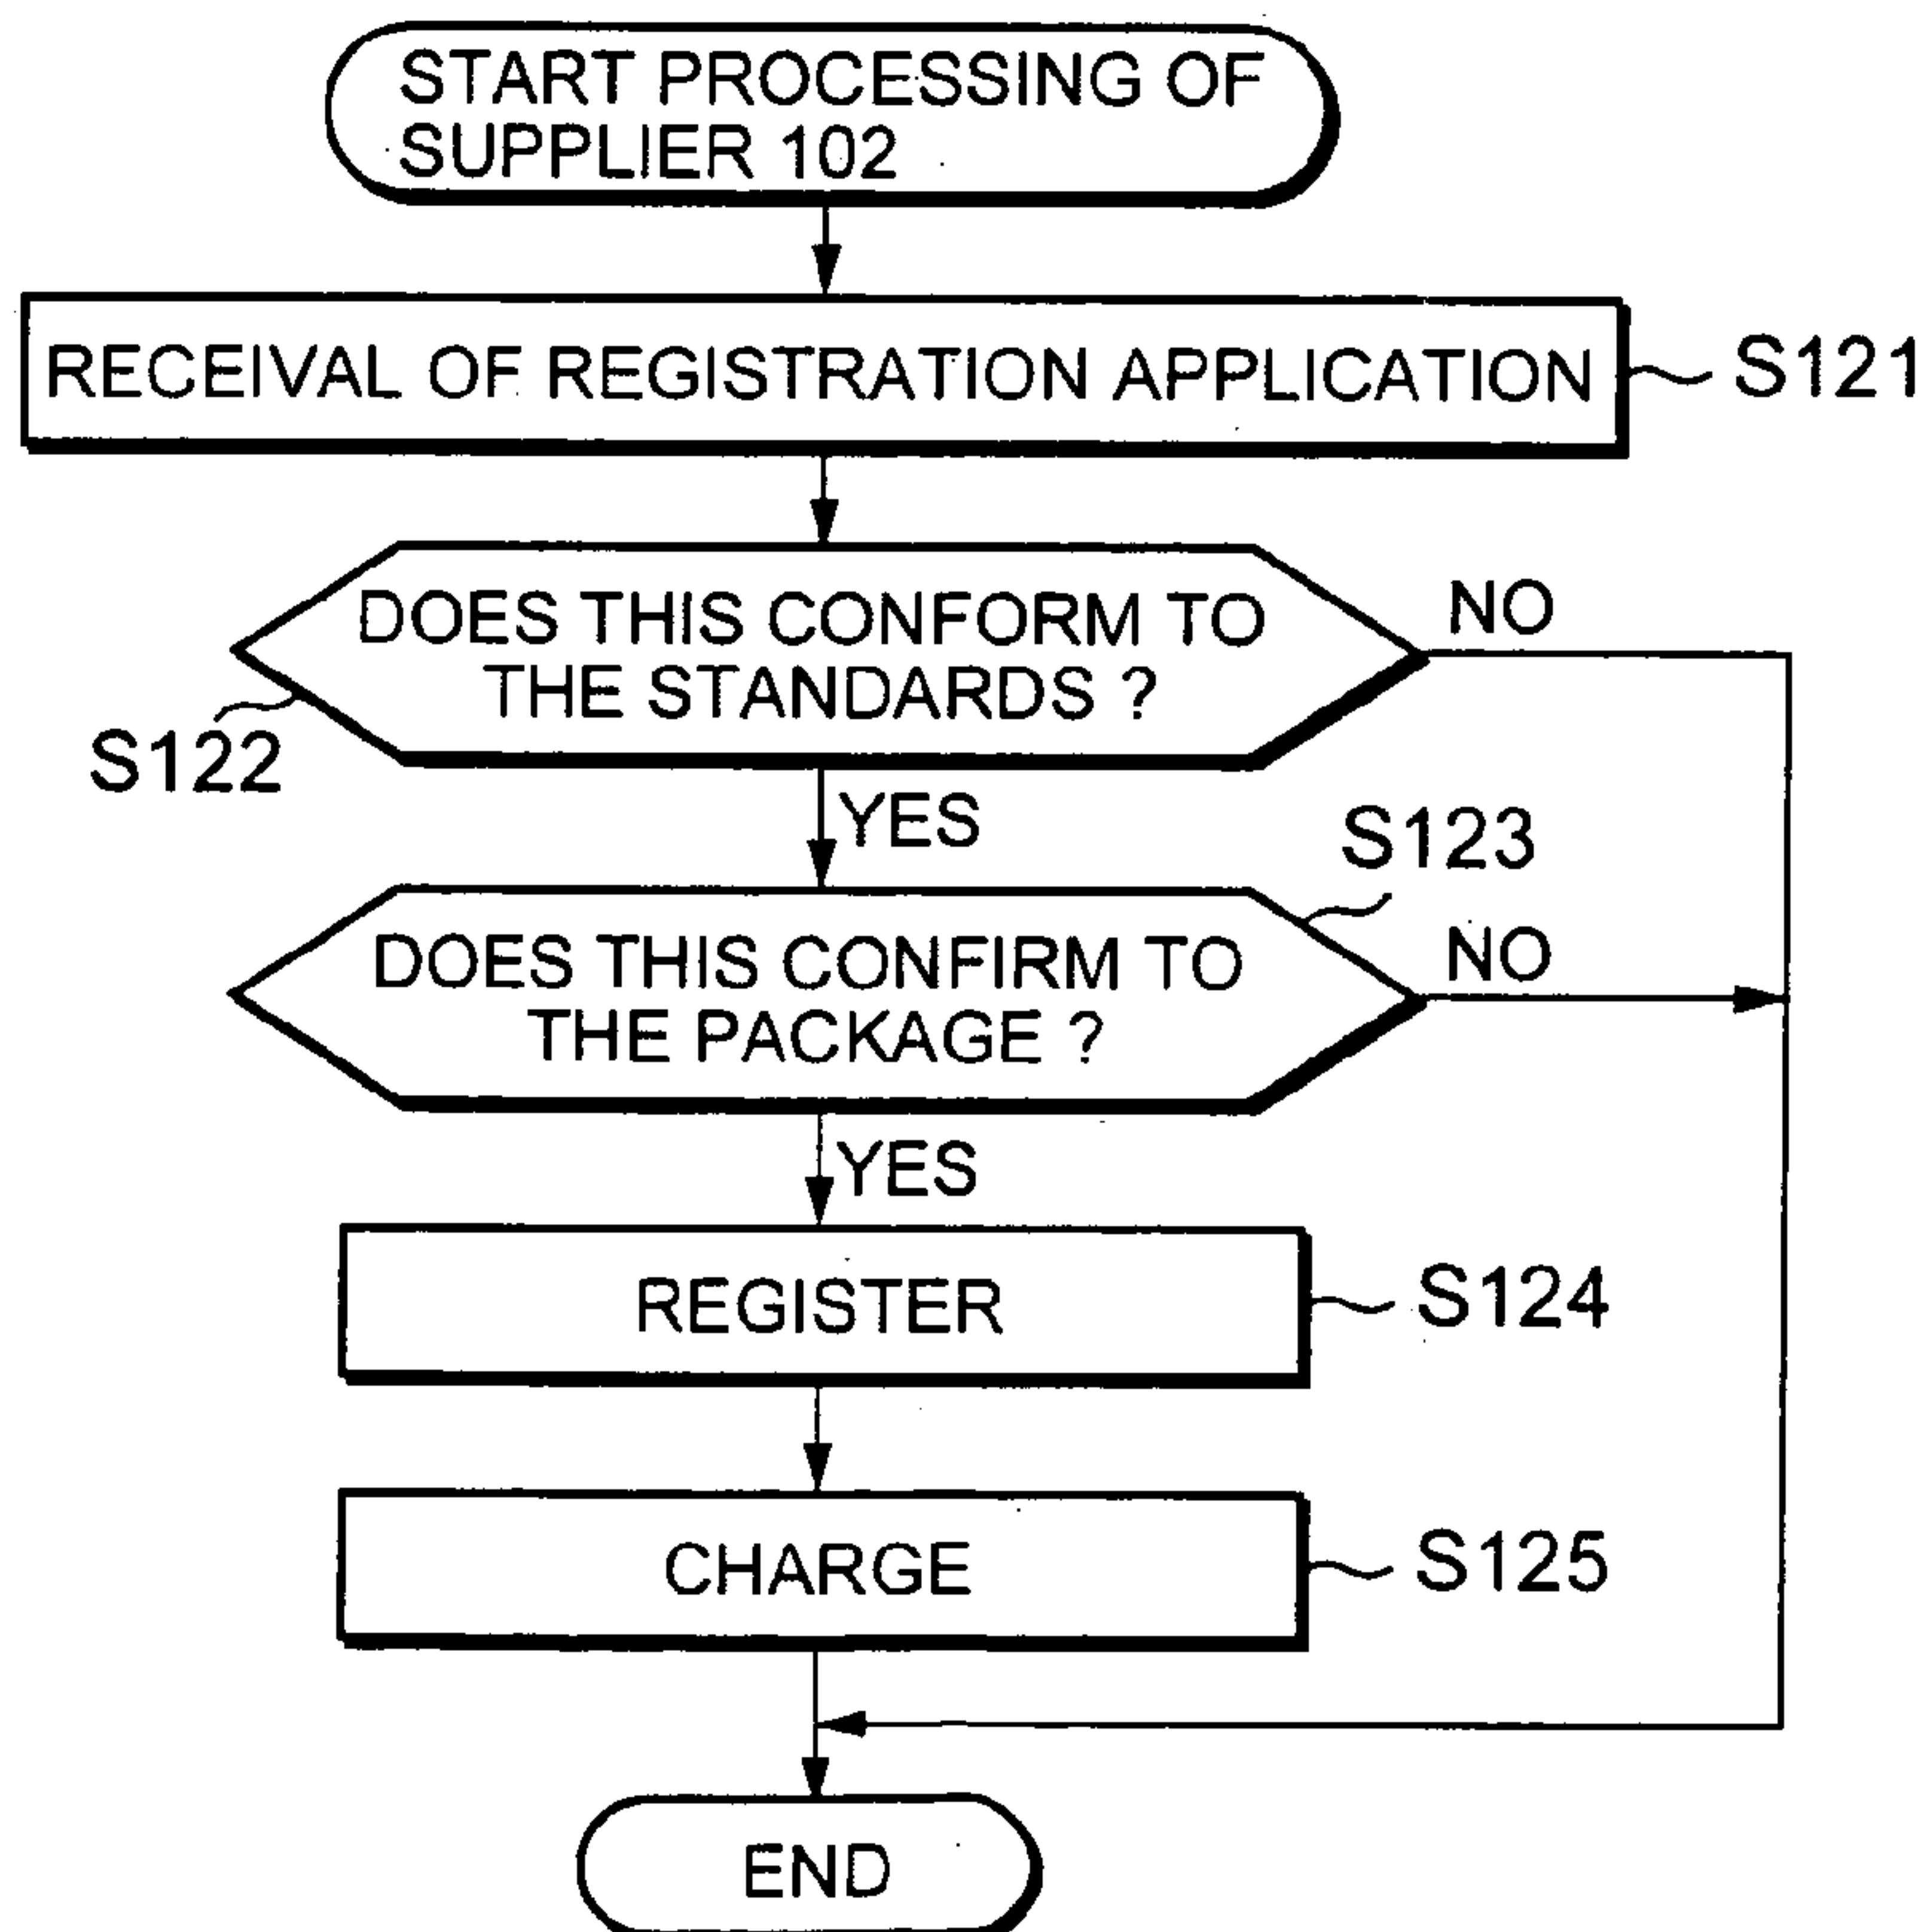 START PROCESSING OF
SUPPLIER 102
RECEIVAL OF REGISTRATION APPLICATION
S121
DOES THIS CONFORM TO
THE STANDARDS ?
NO
S122
YES
S123
DOES THIS CONFIRM TO
THE PACKAGE ?
NO
YES
REGISTER
S124
CHARGE
S125
END